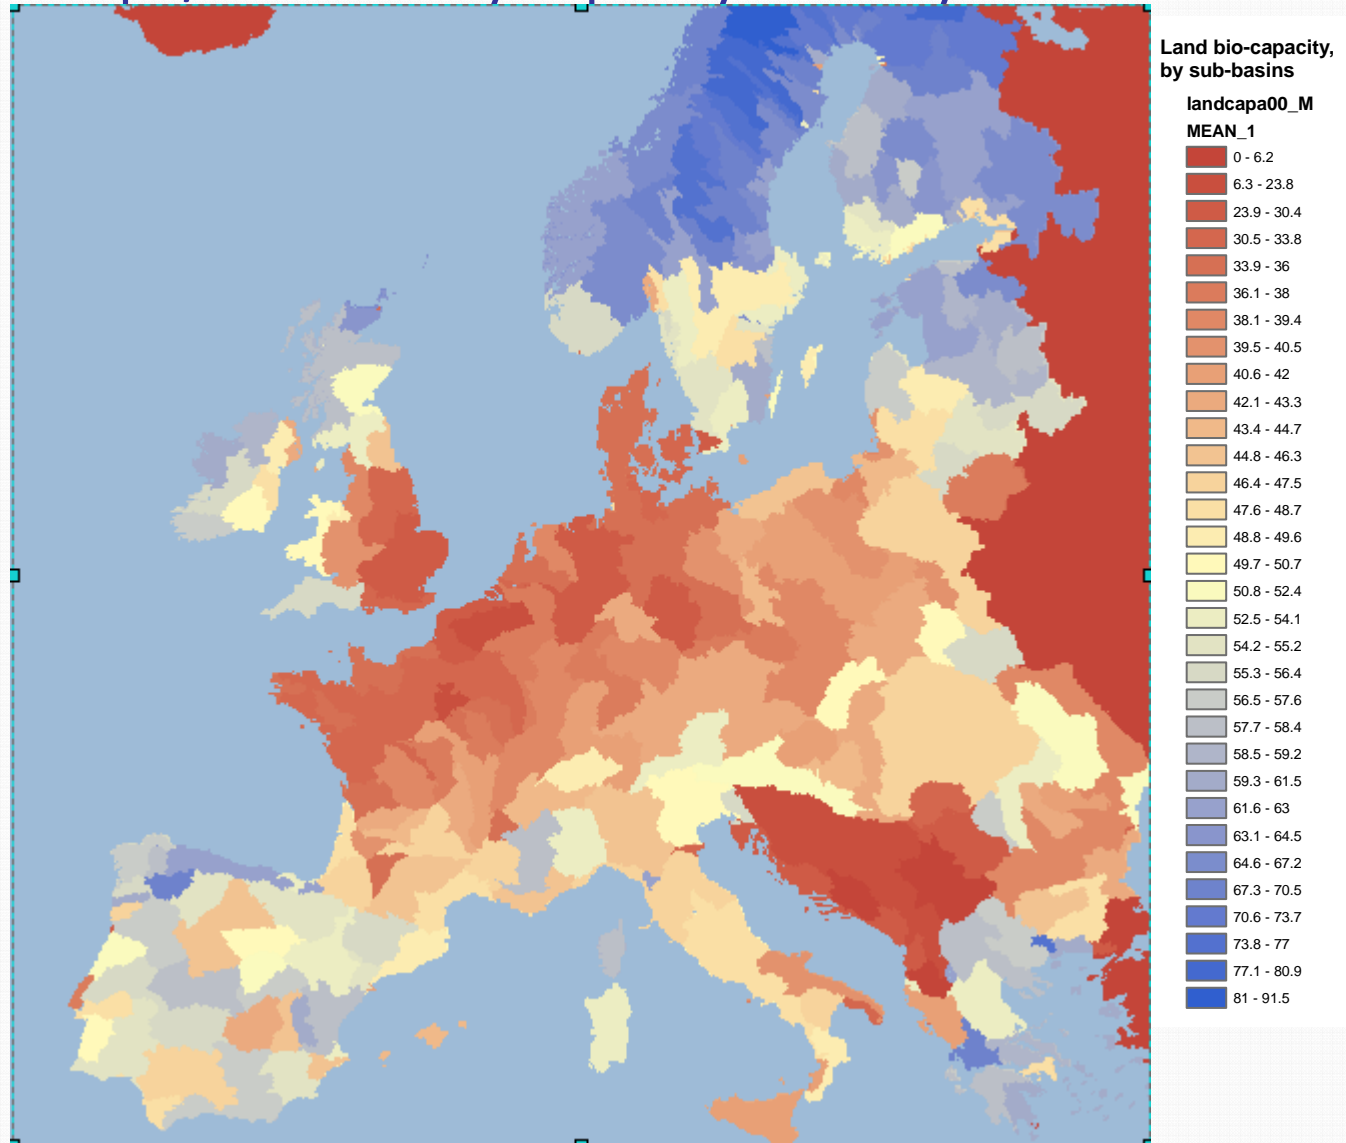 Land bio-capacity,
by sub-basins
landcapa00_M
MEAN_1
0 - 6.2
6.3 - 23.8
23.9 - 30.4
30.5 - 33.8
33.9 - 36
36.1 - 38
38.1 - 39.4
39.5 - 40.5
40.6 - 42
42.1 - 43.3
43.4 - 44.7
44.8 - 46.3
46.4 - 47.5
47.6 - 48.7
48.8 - 49.6
49.7 - 50.7
50.8 - 52.4
52.5 - 54.1
54.2 - 55.2
55.3 - 56.4
56.5 - 57.6
57.7 - 58.4
58.5 - 59.2
59.3 - 61.5
61.6 - 63
63.1 - 64.5
64.6 - 67.2
67.3 - 70.5
70.6 - 73.7
73.8 - 77
77.1 - 80.9
81 - 91.5